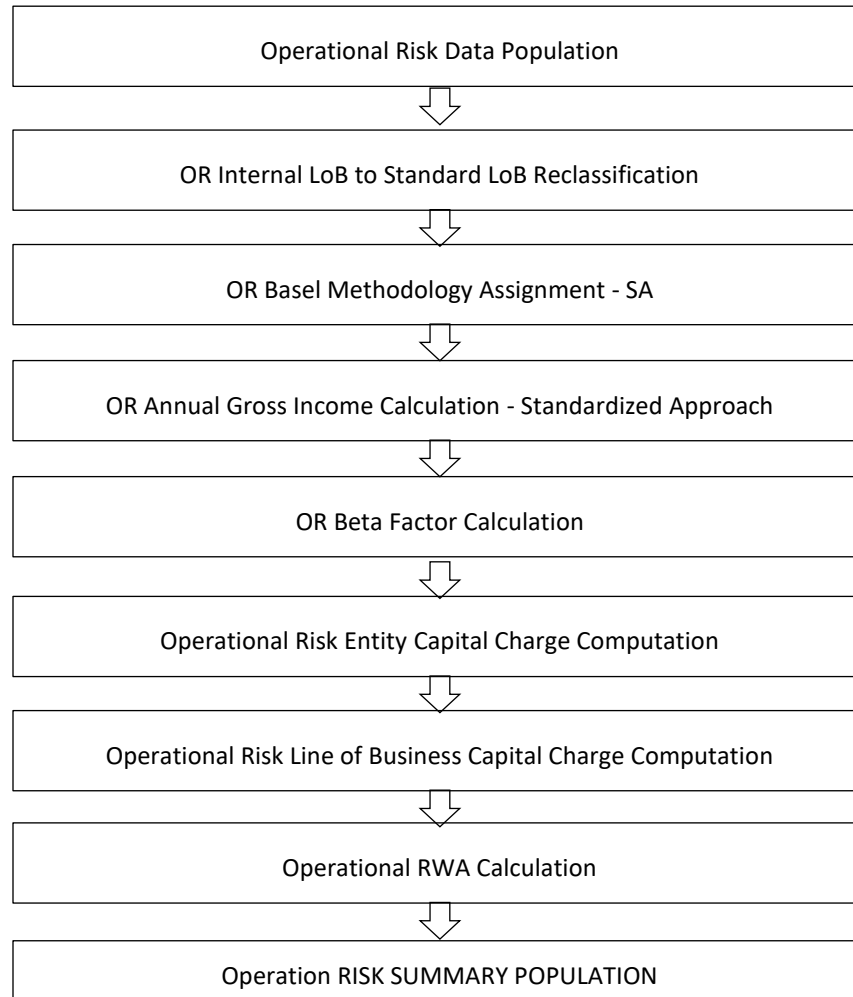 Operational Risk Data Population
OR Internal LoB to Standard LoB Reclassification
OR Basel Methodology Assignment - SA
OR Annual Gross Income Calculation - Standardized Approach
OR Beta Factor Calculation
Operational Risk Entity Capital Charge Computation
Operational Risk Line of Business Capital Charge Computation
Operational RWA Calculation
Operation RISK SUMMARY POPULATION